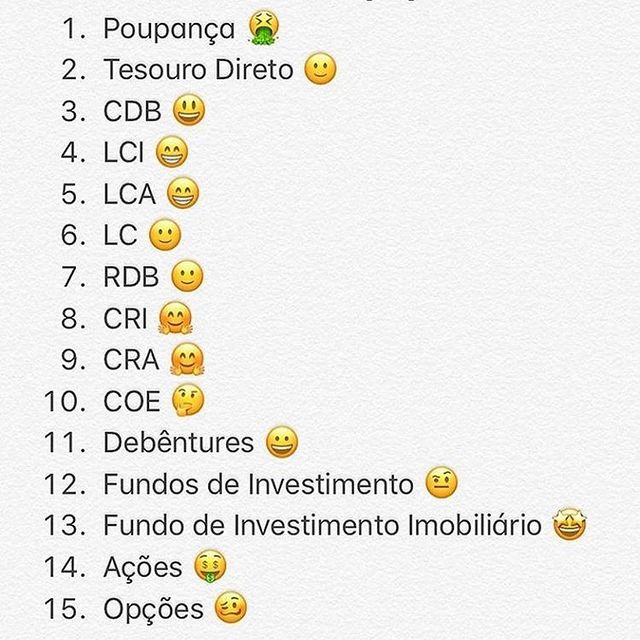 1. Poupança 🤮
2. Tesouro Direto 🙂
3. CDB 😃
4. LCI 😁
5. LCA 😁
6. LC 🙂
7. RDB 🙂
8. CRI 🤗
9. CRA 🤗
10. COE 🤔
11. Debêntures 😀
12. Fundos de Investimento 🤨
13. Fundo de Investimento Imobiliário 🤩
14. Ações 🤑
15. Opções 🥴